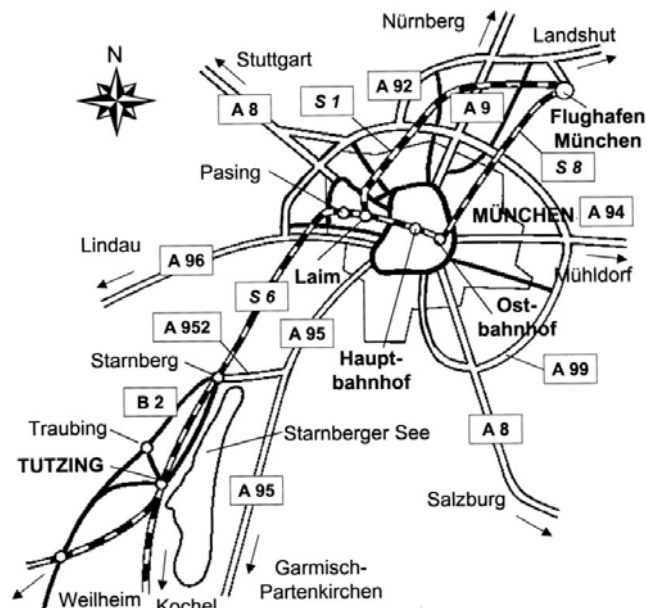 Nürnberg
Landshut
N
Stuttgart
A 92
S 1
A 9
A 8
Flughafen
München
S 8
Pasing
MÜNCHEN
A 94
Lindau
A 96
Laim
Mühldorf
S 6
Ost-
bahnhof
A 952
A 95
Haupt-
bahnhof
Starnberg
A 99
B 2
Traubing
Starnberger See
A 8
TUTZING
A 95
Salzburg
Garmisch-
Partenkirchen
Weilheim
Kochel